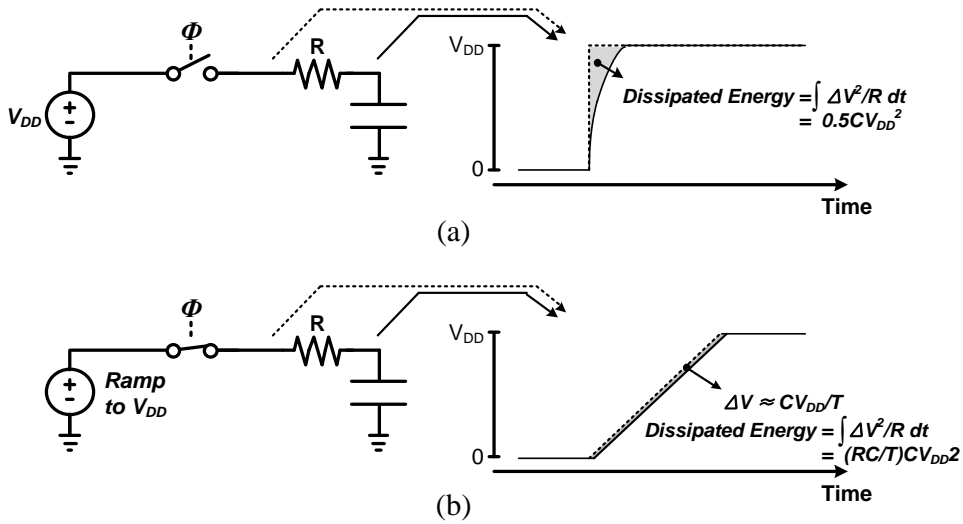 Φ
R
V_DD
+
-
V_DD
0
Dissipated Energy = ∫ ΔV²/R dt
= 0.5CV_DD²
Time
(a)
Φ
R
+
-
Ramp
to V_DD
V_DD
0
ΔV ≈ CV_DD/T
Dissipated Energy = ∫ ΔV²/R dt
= (RC/T)CV_DD2
Time
(b)